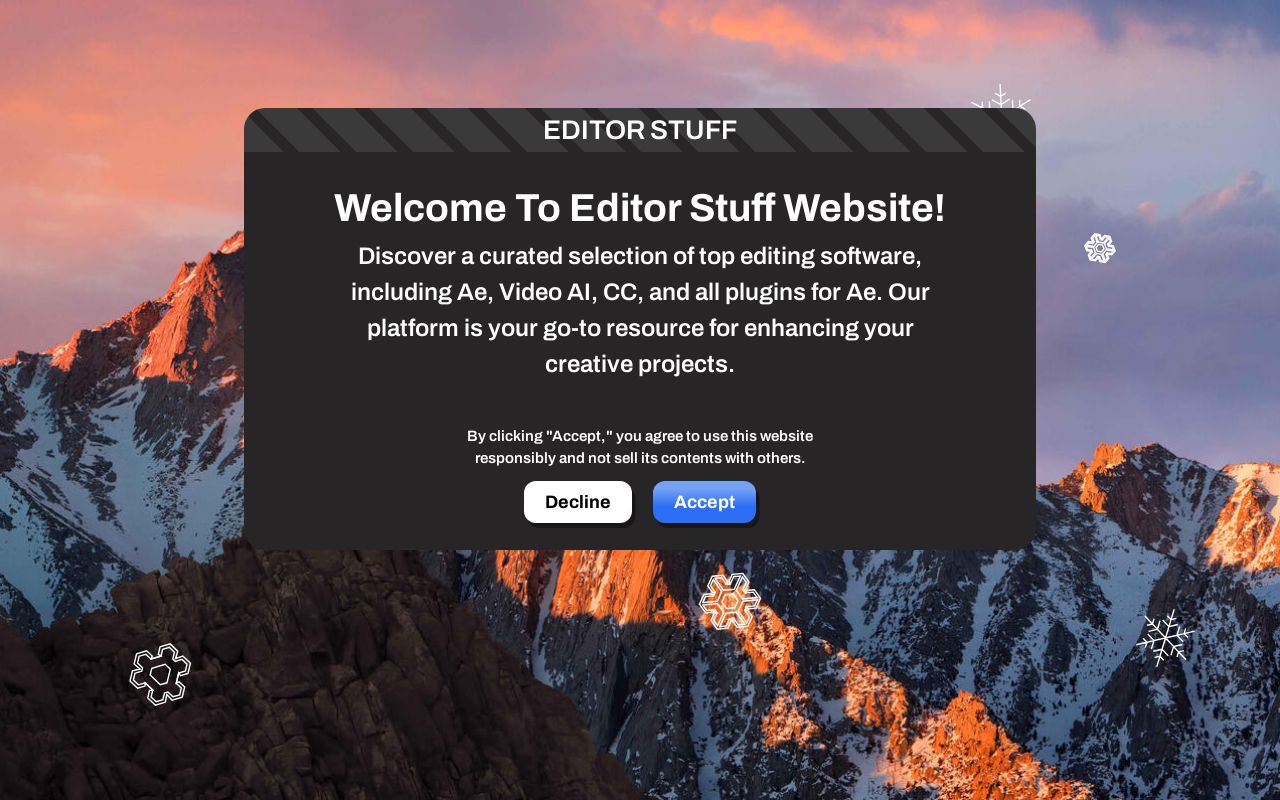 EDITOR STUFF
Welcome To Editor Stuff Website!
Discover a curated selection of top editing software,
including Ae, Video AI, CC, and all plugins for Ae. Our
platform is your go-to resource for enhancing your
creative projects.
By clicking "Accept," you agree to use this website
responsibly and not sell its contents with others.
Decline
Accept